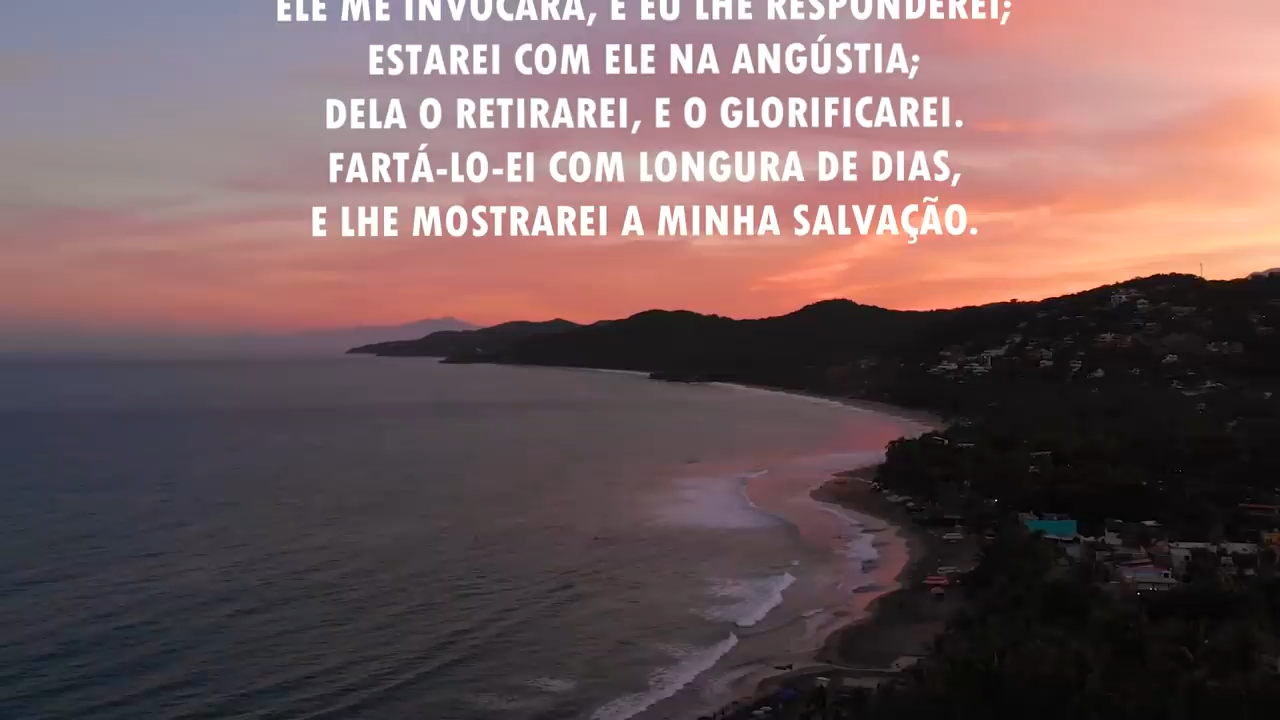 ELE ME INVOCARÁ, E EU LHE RESPONDEREI;
ESTAREI COM ELE NA ANGÚSTIA;
DELA O RETIRAREI, E O GLORIFICAREI.
FARTÁ-LO-EI COM LONGURA DE DIAS,
E LHE MOSTRAREI A MINHA SALVAÇÃO.